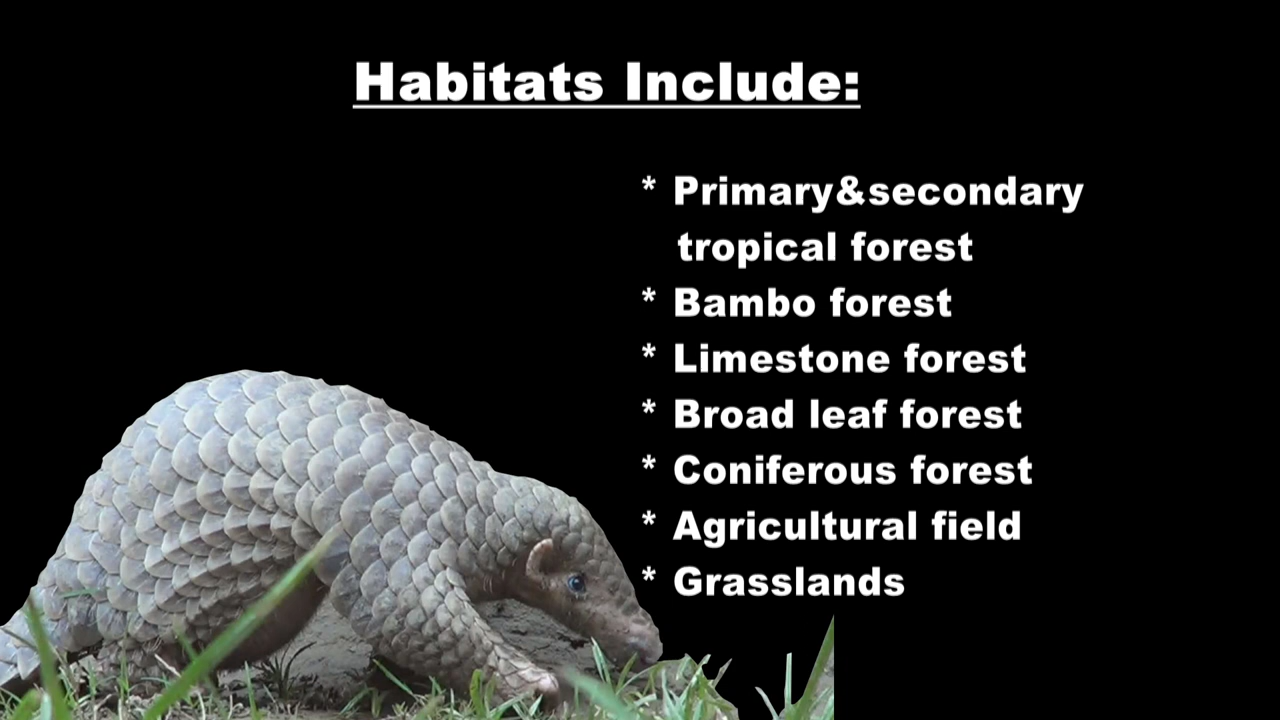 Habitats Include:
* Primary&secondary
tropical forest
* Bambo forest
* Limestone forest
* Broad leaf forest
* Coniferous forest
* Agricultural field
* Grasslands